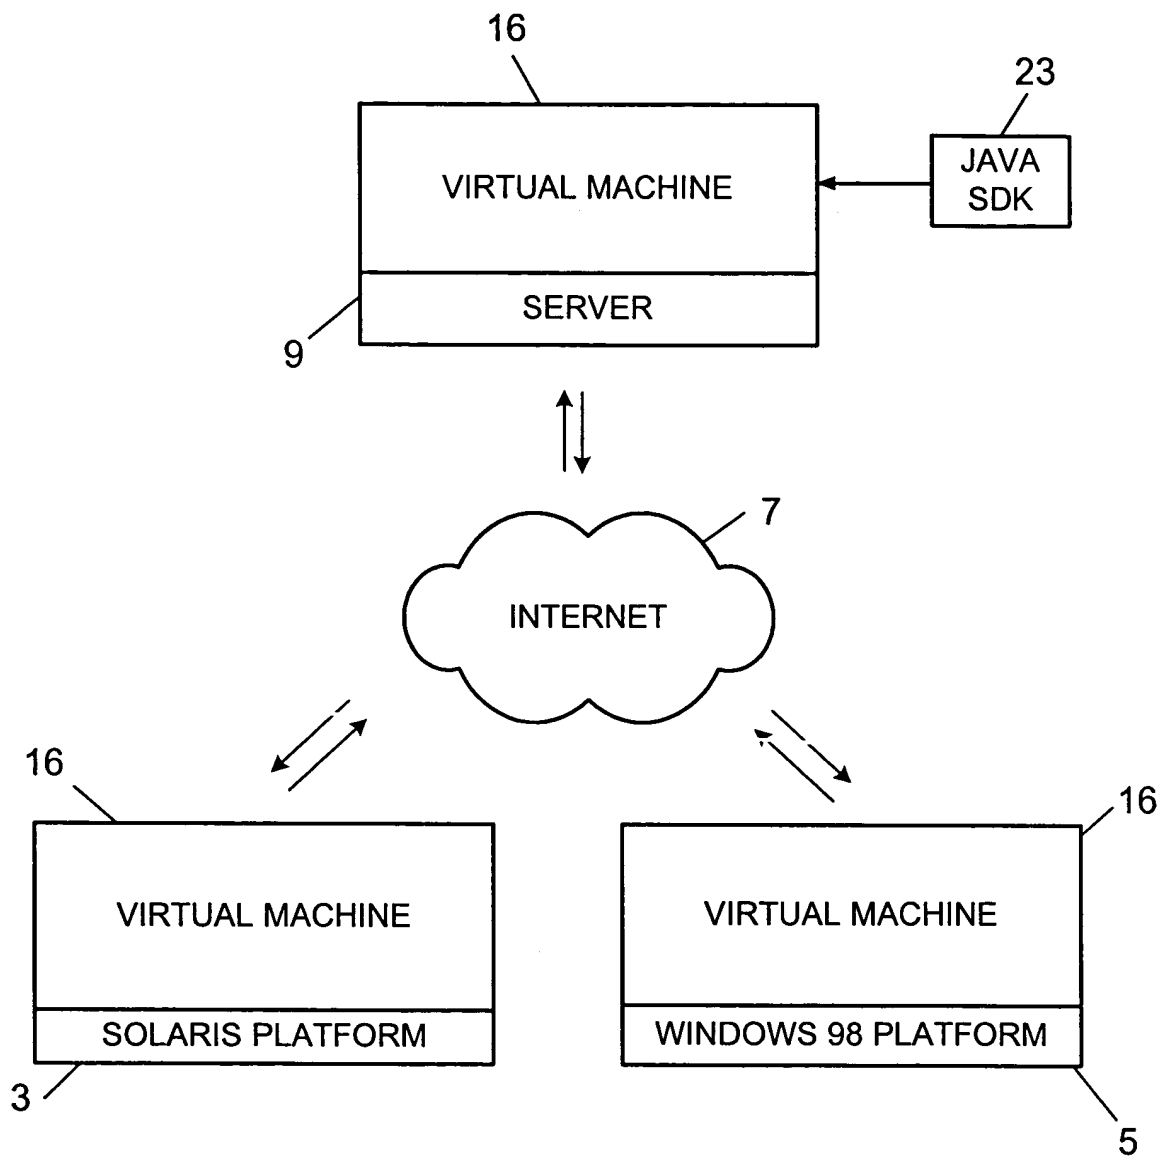 16
23
JAVA
SDK
VIRTUAL MACHINE
SERVER
9
7
INTERNET
16
16
VIRTUAL MACHINE
VIRTUAL MACHINE
SOLARIS PLATFORM
WINDOWS 98 PLATFORM
3
5